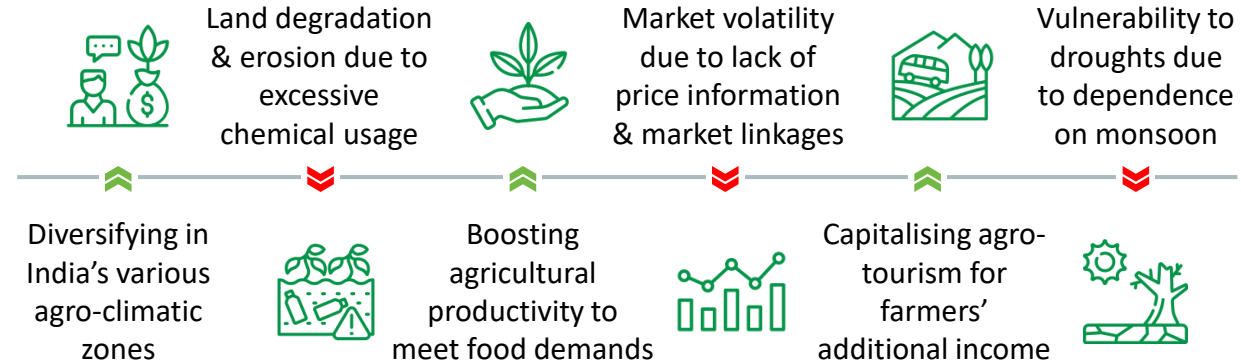 Land degradation
& erosion due to
excessive
chemical usage
Market volatility
due to lack of
price information
& market linkages
Vulnerability to
droughts due
to dependence
on monsoon
Diversifying in
India’s various
agro-climatic
zones
Boosting
agricultural
productivity to
meet food demands
Capitalising agro-
tourism for
farmers’
additional income